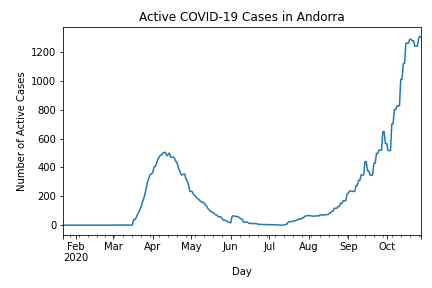 Active COVID-19 Cases in Andorra
Number of Active Cases
1200
1000
800
600
400
200
0
Feb Mar Apr May Jun Jul Aug Sep Oct
2020
Day